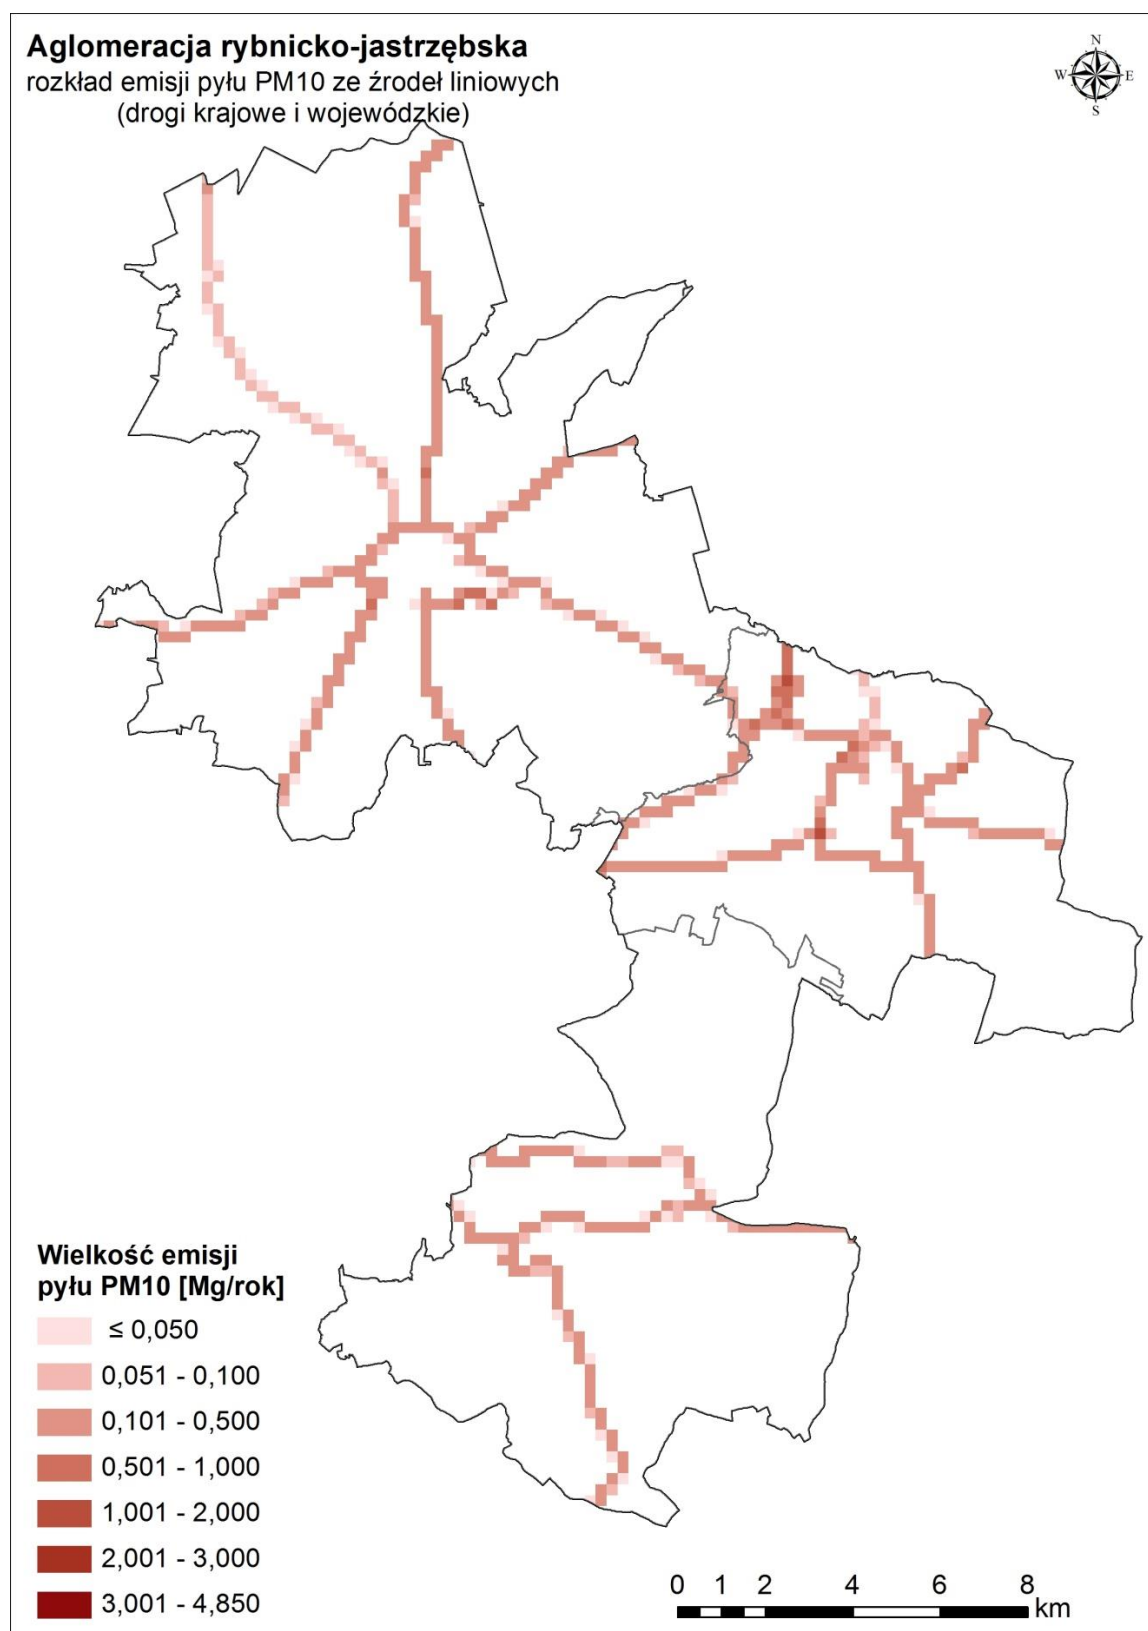 Aglomeracja rybnicko-jastrzębska
rozkład emisji pyłu PM10 ze źrodeł liniowych
(drogi krajowe i wojewódzkie)
N
W E
S
Wielkość emisji
pyłu PM10 [Mg/rok]
≤ 0,050
0,051 - 0,100
0,101 - 0,500
0,501 - 1,000
1,001 - 2,000
2,001 - 3,000
3,001 - 4,850
0 1 2 4 6 8
km